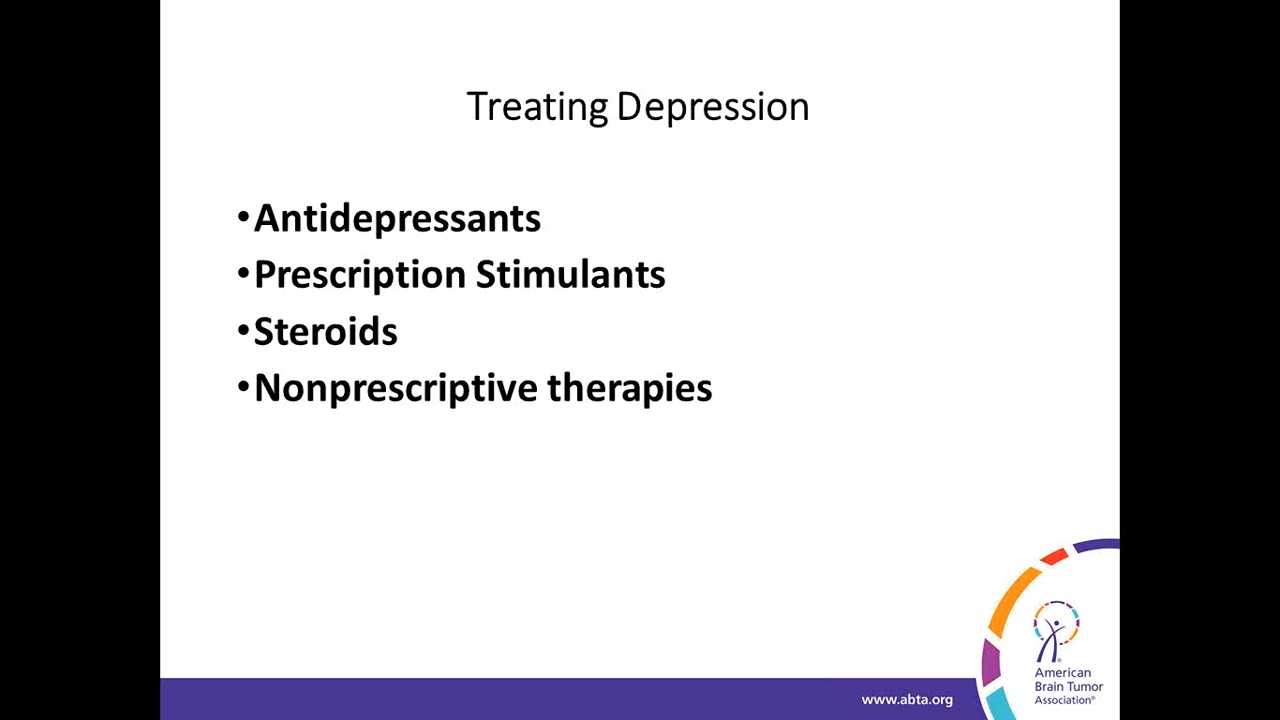 Treating Depression
•Antidepressants
•Prescription Stimulants
•Steroids
•Nonprescriptive therapies
www.abta.org
American
Brain Tumor
Association®